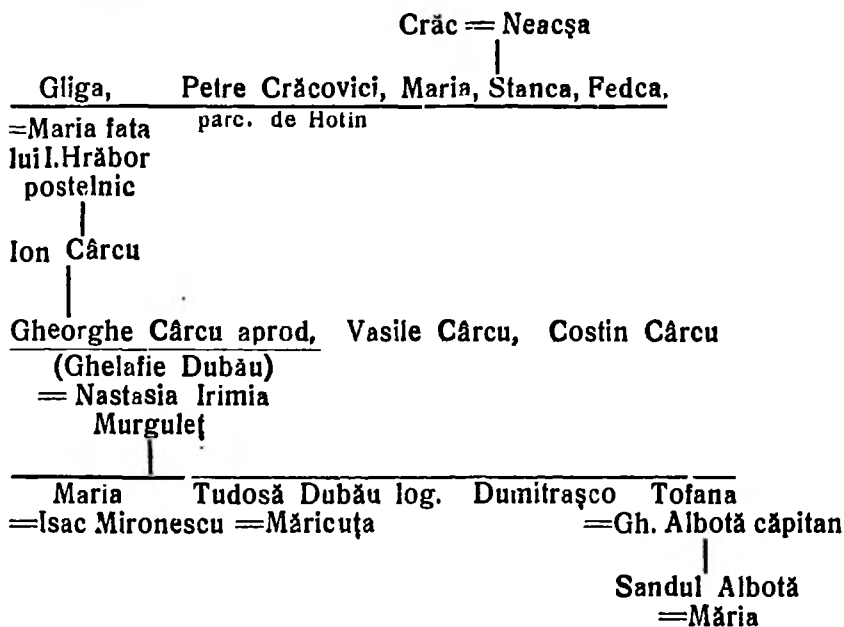 Crăc = Neacşa
Gliga, Petre Crăcovici, Maria, Stanca, Fedca.
=Maria fata parc. de Hotin
lui I. Hrăbor
postelnic
Ion Cârcu
Gheorghe Cârcu aprod, Vasile Cârcu, Costin Cârcu
(Ghelafie Dubău)
= Nastasia Irimia
Murguleţ
Maria Tudosă Dubău log. Dumitraşco Tofana
=Isac Mironescu =Măricuţa =Gh. Albotă căpitan
Sandul Albotă
=Măria